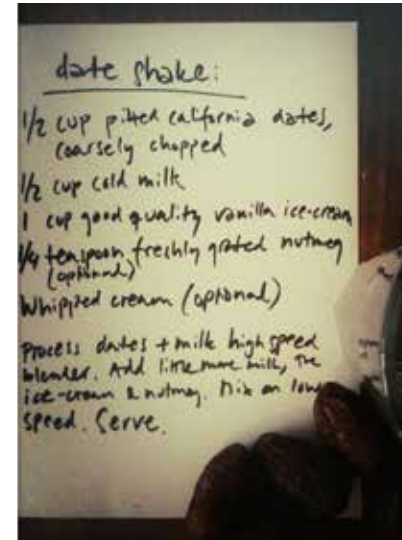 date shake:
1/2 cup pitted california dates,
coarsely chopped
1/2 cup cold milk
1 cup good quality vanilla ice-cream
1/4 teaspoon freshly grated nutmeg
(optional)
Whipped cream (optional)
Process dates + milk high speed
blender. Add little more milk, the
ice-cream & nutmeg. Mix on low
speed. Serve.